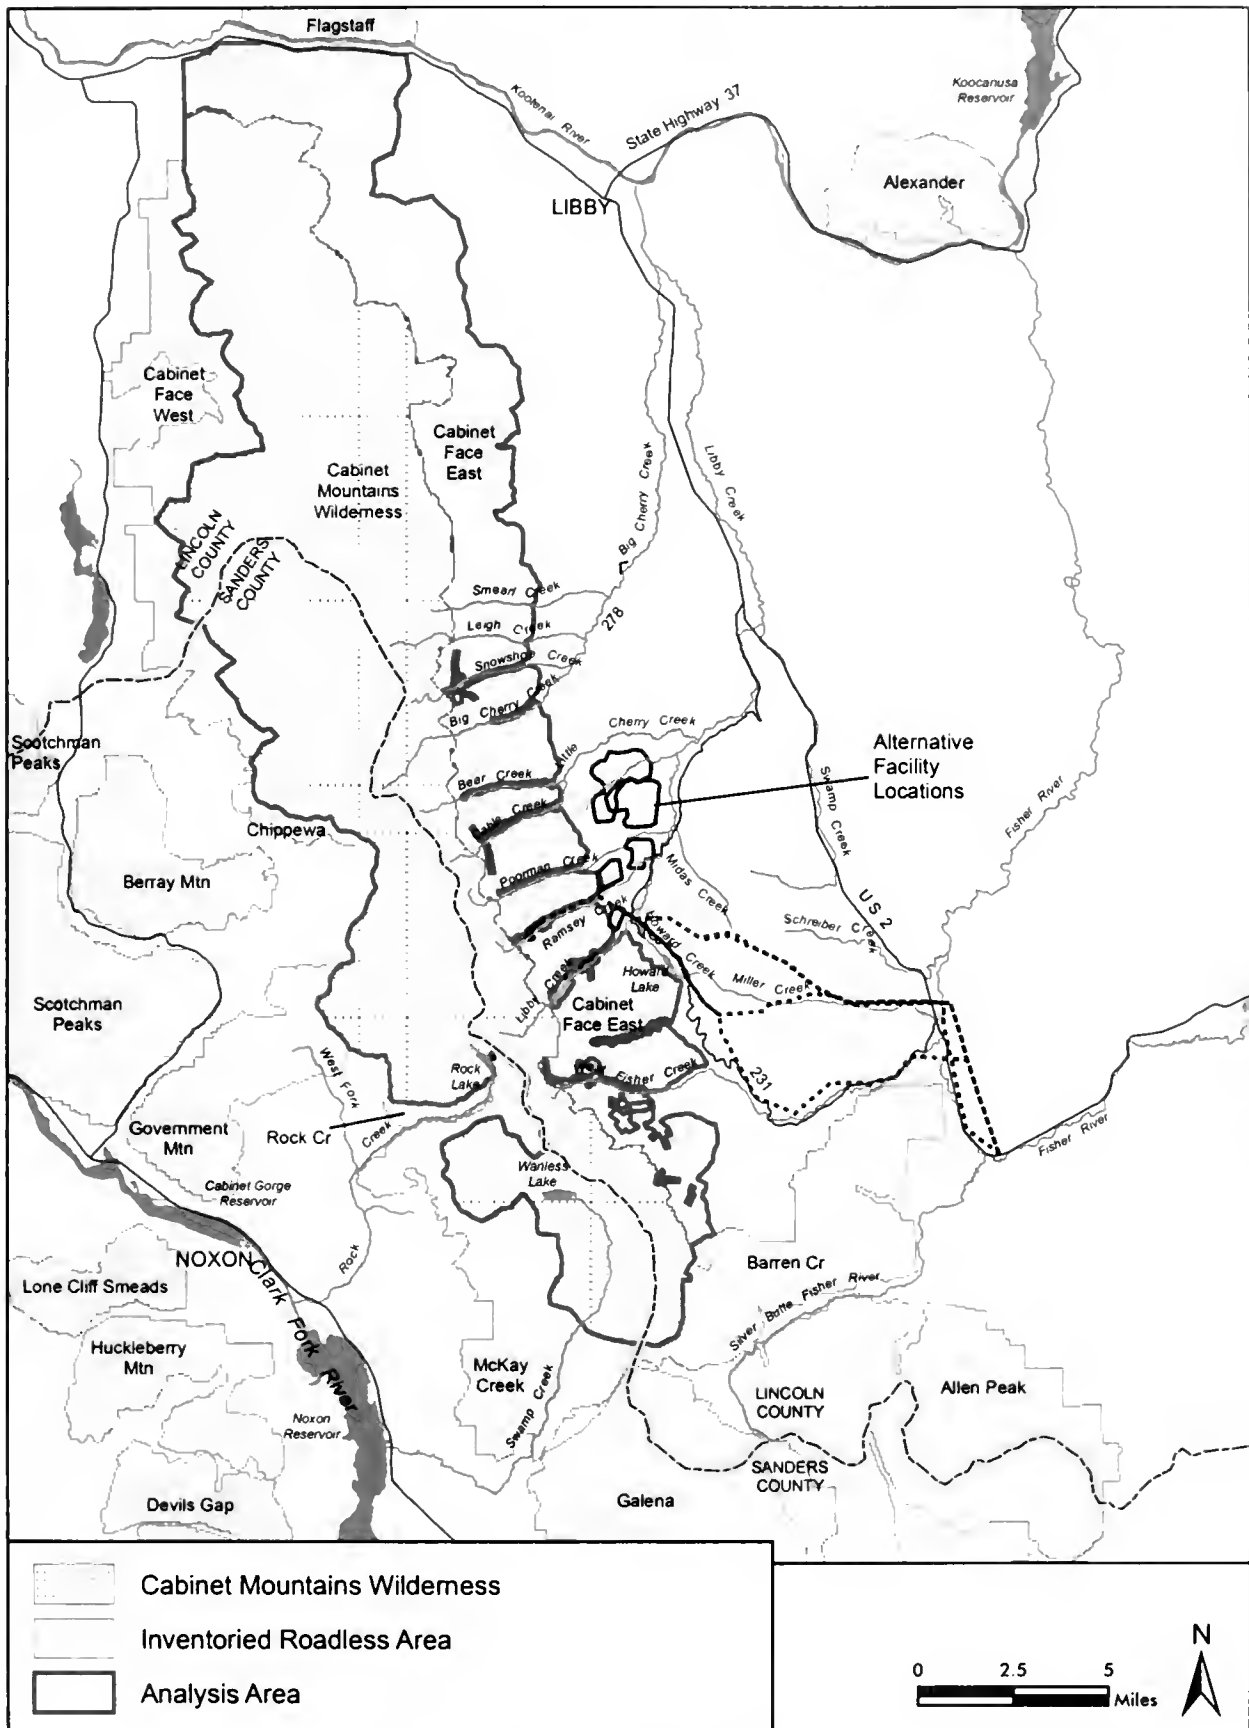 Flagstaff
Koocanusa
Reservoir
Kootenai River
State Highway 37
Alexander
LIBBY
Cabinet
Face
West
Cabinet
Face
East
Cabinet
Mountains
Wilderness
Libby Creek
Big Cherry Creek
LINCOLN
COUNTY
SANDERS
COUNTY
Smearl Creek
278
Leigh Creek
Snowshoe Creek
Big Cherry Creek
Little Cherry Creek
Scotchman
Peaks
Alternative
Facility
Locations
Bear Creek
Cable Creek
Swamp Creek
Fisher River
Chippewa
Berray Mtn
Poorman Creek
Midas Creek
US 2
Ramsey Creek
Howard Creek
Schreiber Creek
Libby Creek
Howard
Lake
Miller Creek
Scotchman
Peaks
Cabinet
Face East
West Fork
Rock
Lake
West Fisher Creek
231
Rock Cr
Creek
Government
Mtn
Fisher River
Cabinet Gorge
Reservoir
Wanless
Lake
NOXON
Rock
Barren Cr
Lone Cliff Smeads
Clark Fork River
Silver Butte Fisher River
Huckleberry
Mtn
McKay
Creek
Swamp Creek
LINCOLN
COUNTY
Allen Peak
Noxon
Reservoir
SANDERS
COUNTY
Devils Gap
Galena
Cabinet Mountains Wilderness
Inventoried Roadless Area
Analysis Area
N
0 2.5 5
Miles